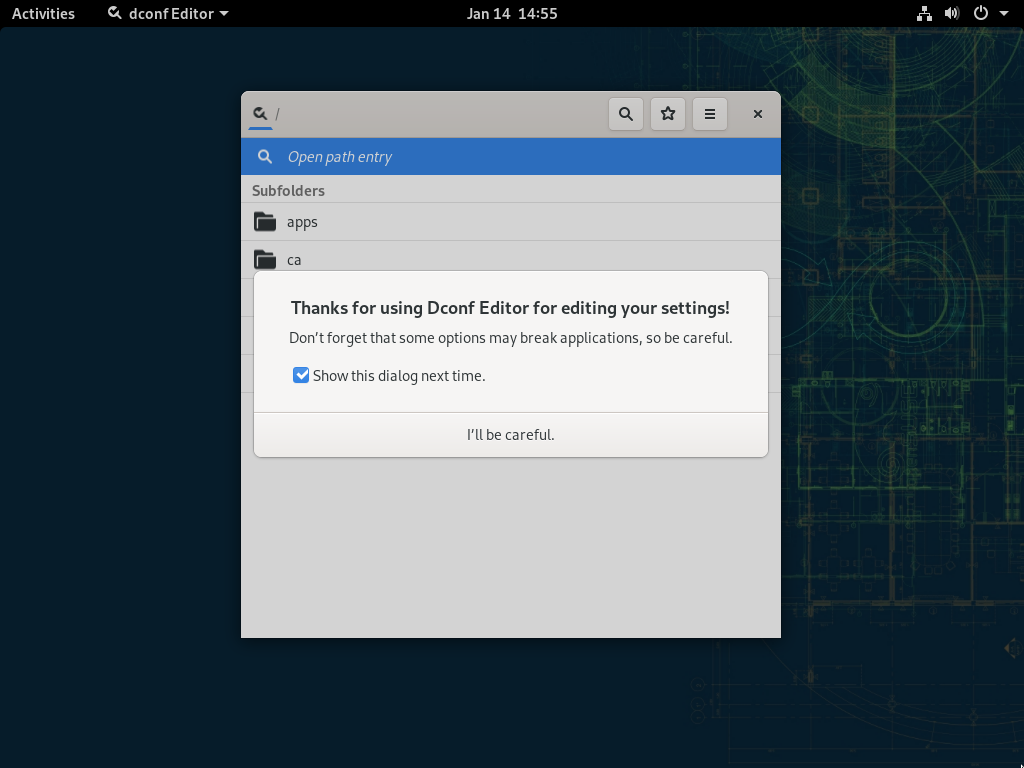 Activities dconf Editor Jan 14 14:55
/
Open path entry
Subfolders
apps
ca
Thanks for using Dconf Editor for editing your settings!
Don’t forget that some options may break applications, so be careful.
Show this dialog next time.
I’ll be careful.